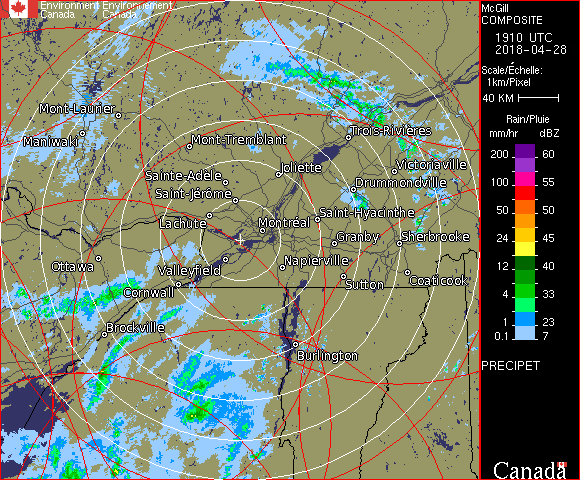 Environment Environnement
Canada Canada
McGill
COMPOSITE
1910 UTC
2018-04-28
Scale/Échelle:
1km/Pixel
40 KM
Rain/Pluie
mm/hr dBZ
200 60
100 55
50 50
24 45
12 40
4 33
1 23
0.1 7
PRECIPET
Canada
Mont-Laurier
Maniwaki
Mont-Tremblant
Trois-Rivières
Joliette
Victoriaville
Sainte-Adèle
Drummondville
Saint-Jérôme
Saint-Hyacinthe
Lachute
Montréal
Granby
Sherbrooke
Ottawa
Valleyfield
Napierville
Coaticook
Cornwall
Sutton
Brockville
Burlington